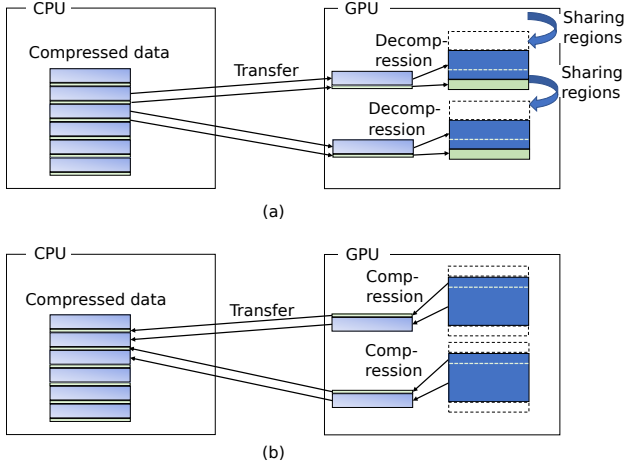 CPU
GPU
Compressed data
Transfer
Decomp-
ression
Sharing
regions
Sharing
regions
Decomp-
ression
(a)
CPU
GPU
Compressed data
Transfer
Comp-
ression
Comp-
ression
(b)